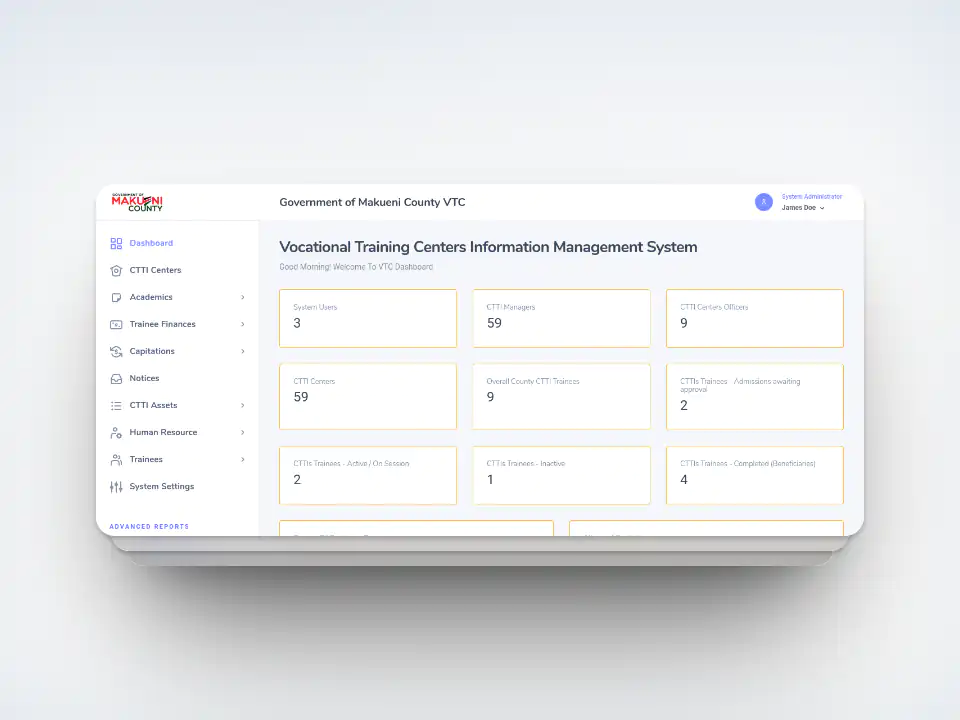 GOVERNMENT OF
MAKUENI
COUNTY
Government of Makueni County VTC
System Administrator
James Doe
Dashboard
CTTI Centers
Academics
Trainee Finances
Capitations
Notices
CTTI Assets
Human Resource
Trainees
System Settings
ADVANCED REPORTS
Vocational Training Centers Information Management System
Good Morning! Welcome To VTC Dashboard
System Users
3
CTTI Managers
59
CTTI Centers Officers
9
CTTI Centers
59
Overall County CTTI Trainees
9
CTTIs Trainees - Admissions awaiting
approval
2
CTTIs Trainees - Active / On Session
2
CTTIs Trainees - Inactive
1
CTTIs Trainees - Completed (Beneficiaries)
4